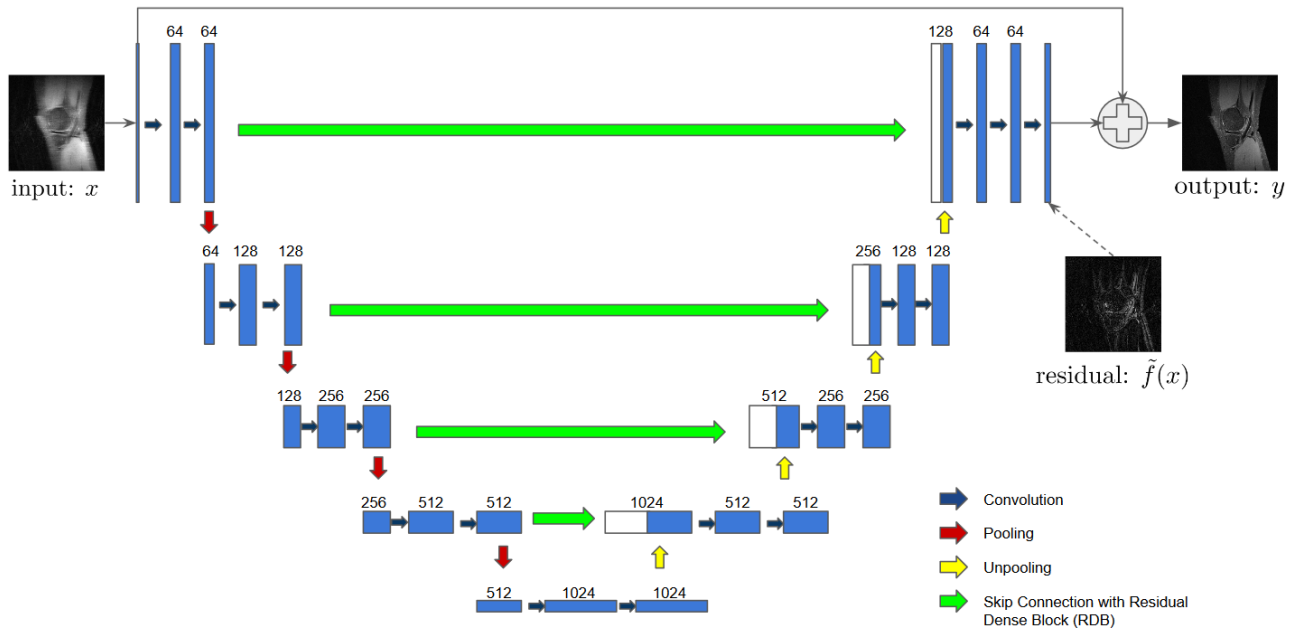 64 64
128 64 64
input: x
output: y
64 128 128
256 128 128
residual: f̃(x)
128 256 256
512 256 256
256 512 512
1024 512 512
512 1024 1024
Convolution
Pooling
Unpooling
Skip Connection with Residual
Dense Block (RDB)